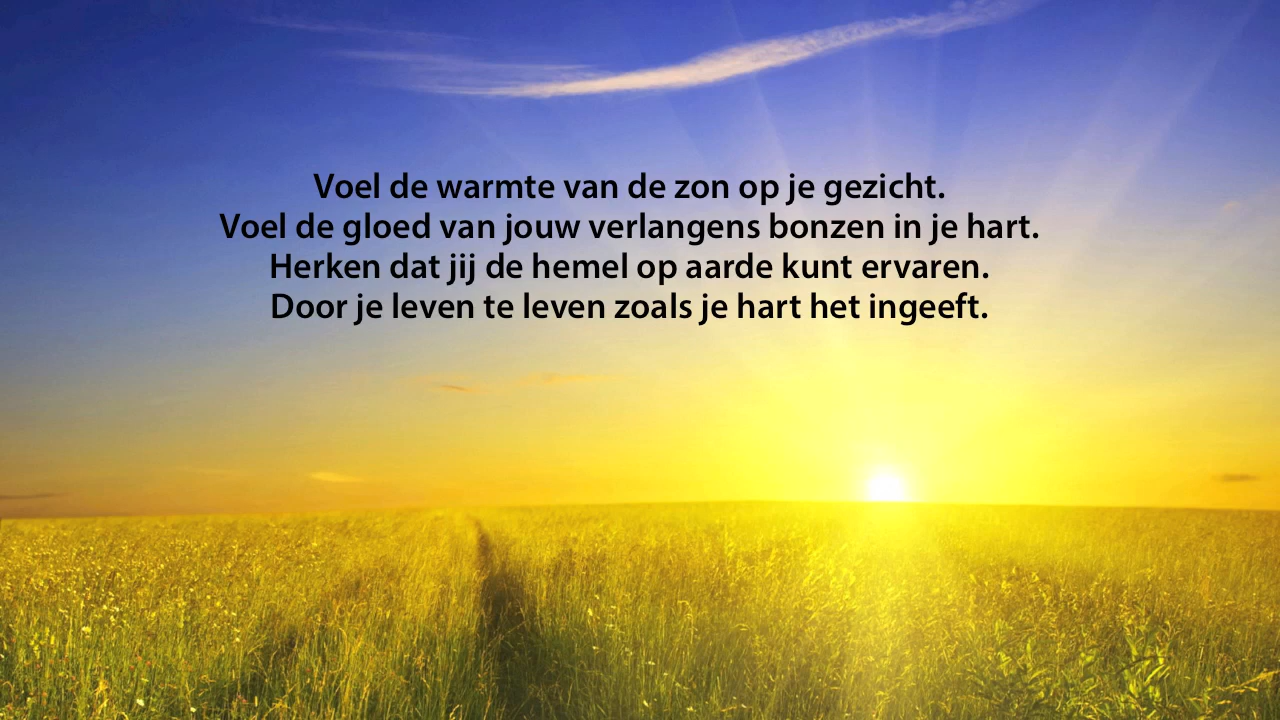 Voel de warmte van de zon op je gezicht.
Voel de gloed van jouw verlangens bonzen in je hart.
Herken dat jij de hemel op aarde kunt ervaren.
Door je leven te leven zoals je hart het ingeeft.